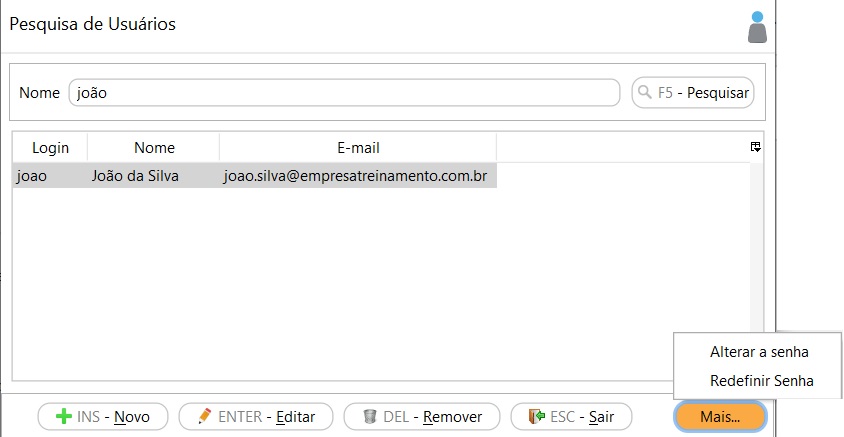 Pesquisa de Usuários
Nome joão F5 - Pesquisar
Login Nome E-mail
joao João da Silva joao.silva@empresatreinamento.com.br
Alterar a senha
Redefinir Senha
INS - Novo ENTER - Editar DEL - Remover ESC - Sair Mais...